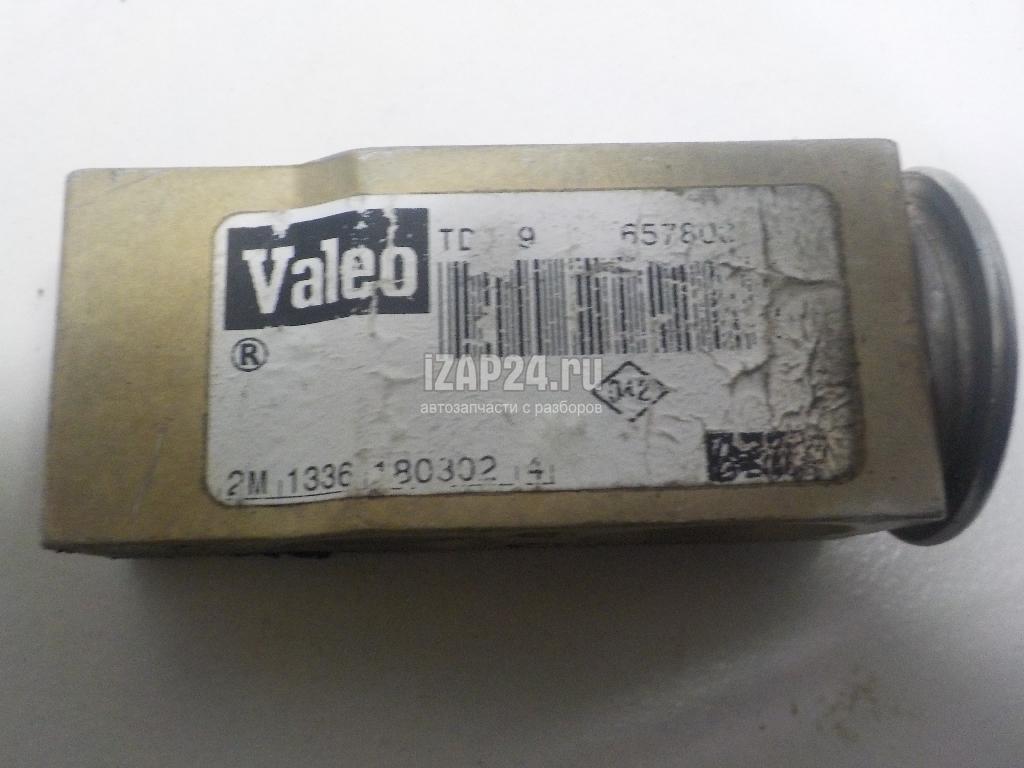 Valeo
TD 9
®
iZAP24.ru
автозапчасти с разборов
2M 1336 180302 4